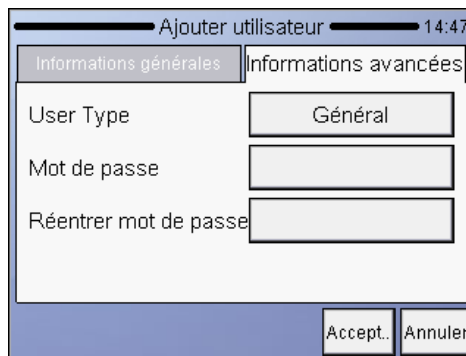 Ajouter utilisateur 14:47
Informations générales Informations avancées
User Type Général
Mot de passe
Réentrer mot de passe
Accept.. Annuler